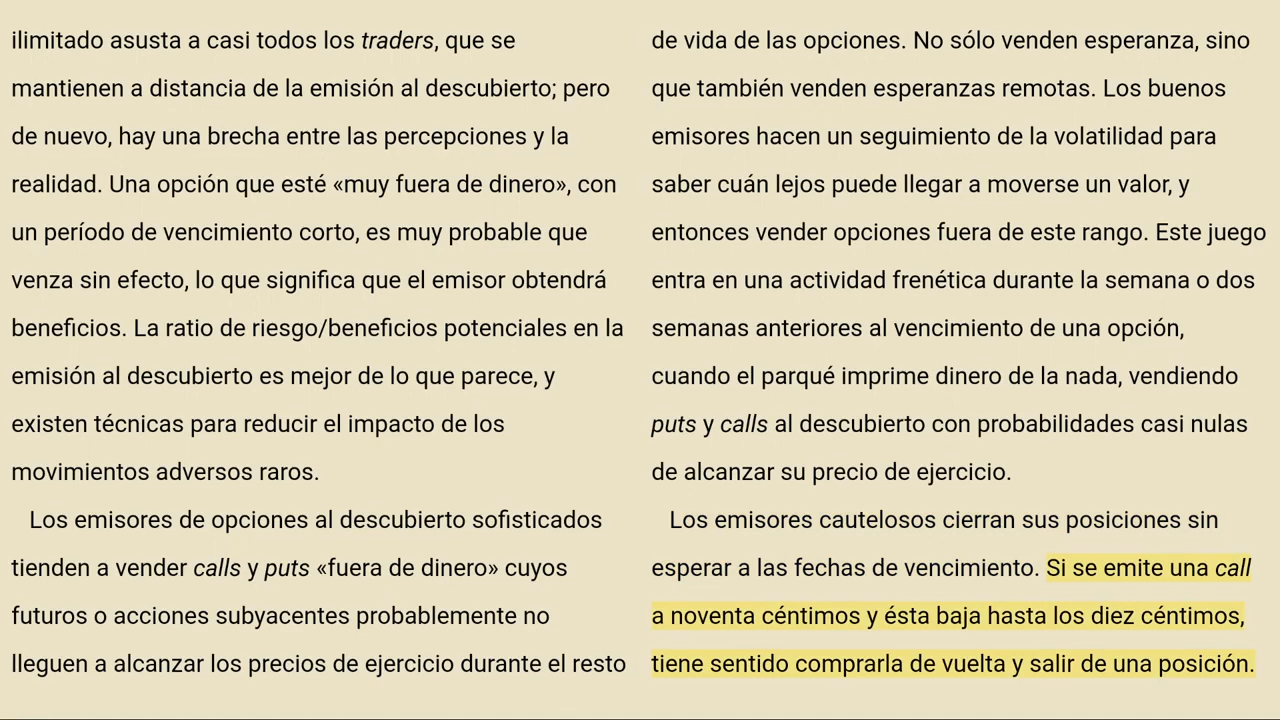 ilimitado asusta a casi todos los traders, que se
mantienen a distancia de la emisión al descubierto; pero
de nuevo, hay una brecha entre las percepciones y la
realidad. Una opción que esté «muy fuera de dinero», con
un período de vencimiento corto, es muy probable que
venza sin efecto, lo que significa que el emisor obtendrá
beneficios. La ratio de riesgo/beneficios potenciales en la
emisión al descubierto es mejor de lo que parece, y
existen técnicas para reducir el impacto de los
movimientos adversos raros.
Los emisores de opciones al descubierto sofisticados
tienden a vender calls y puts «fuera de dinero» cuyos
futuros o acciones subyacentes probablemente no
lleguen a alcanzar los precios de ejercicio durante el resto
de vida de las opciones. No sólo venden esperanza, sino
que también venden esperanzas remotas. Los buenos
emisores hacen un seguimiento de la volatilidad para
saber cuán lejos puede llegar a moverse un valor, y
entonces vender opciones fuera de este rango. Este juego
entra en una actividad frenética durante la semana o dos
semanas anteriores al vencimiento de una opción,
cuando el parqué imprime dinero de la nada, vendiendo
puts y calls al descubierto con probabilidades casi nulas
de alcanzar su precio de ejercicio.
Los emisores cautelosos cierran sus posiciones sin
esperar a las fechas de vencimiento. Si se emite una call
a noventa céntimos y ésta baja hasta los diez céntimos,
tiene sentido comprarla de vuelta y salir de una posición.